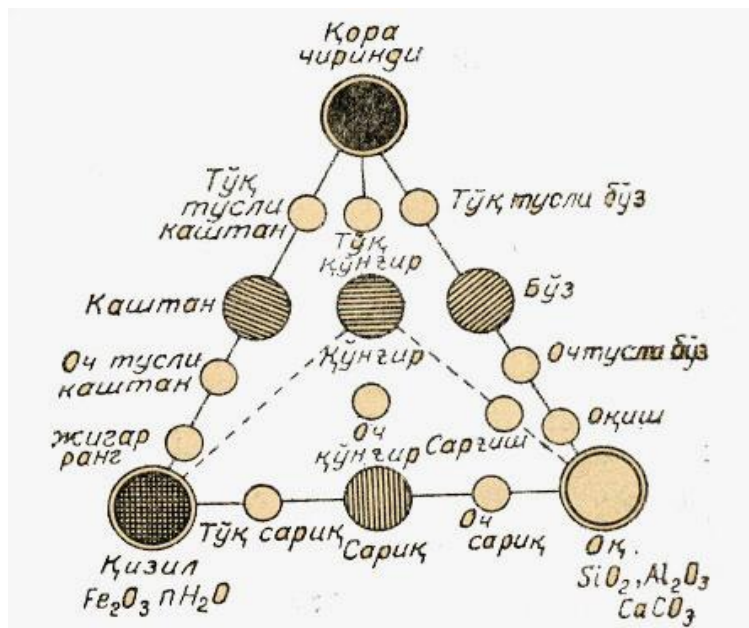 Қора
чиринди
Тўқ
тусли
каштан
Тўқ тусли бўз
Тўқ
қўнғир
Каштан
Бўз
Қўнғир
Оч тусли
каштан
Оч тусли бўз
Оқиш
Оч
қўнғир
Сарғиш
Жигар
ранг
Тўқ сариқ
Сариқ
Оч
сариқ
Қизил
Fe₂O₃ nH₂O
Оқ.
SiO₂, Al₂O₃
CaCO₃